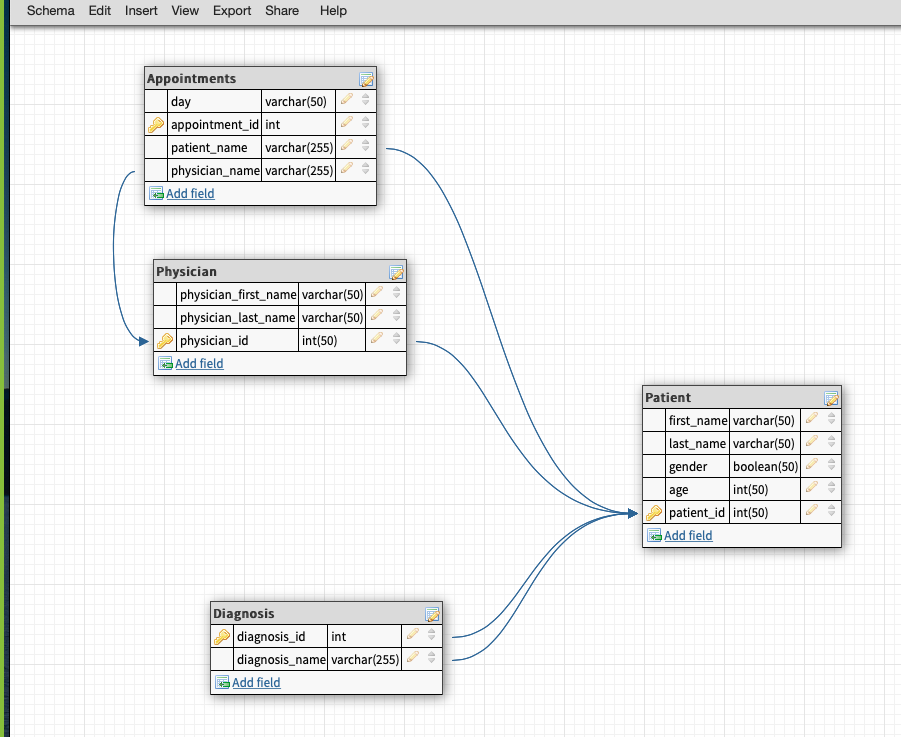 Schema Edit Insert View Export Share Help
Appointments
day varchar(50)
appointment_id int
patient_name varchar(255)
physician_name varchar(255)
Add field
Physician
physician_first_name varchar(50)
physician_last_name varchar(50)
physician_id int(50)
Add field
Patient
first_name varchar(50)
last_name varchar(50)
gender boolean(50)
age int(50)
patient_id int(50)
Add field
Diagnosis
diagnosis_id int
diagnosis_name varchar(255)
Add field